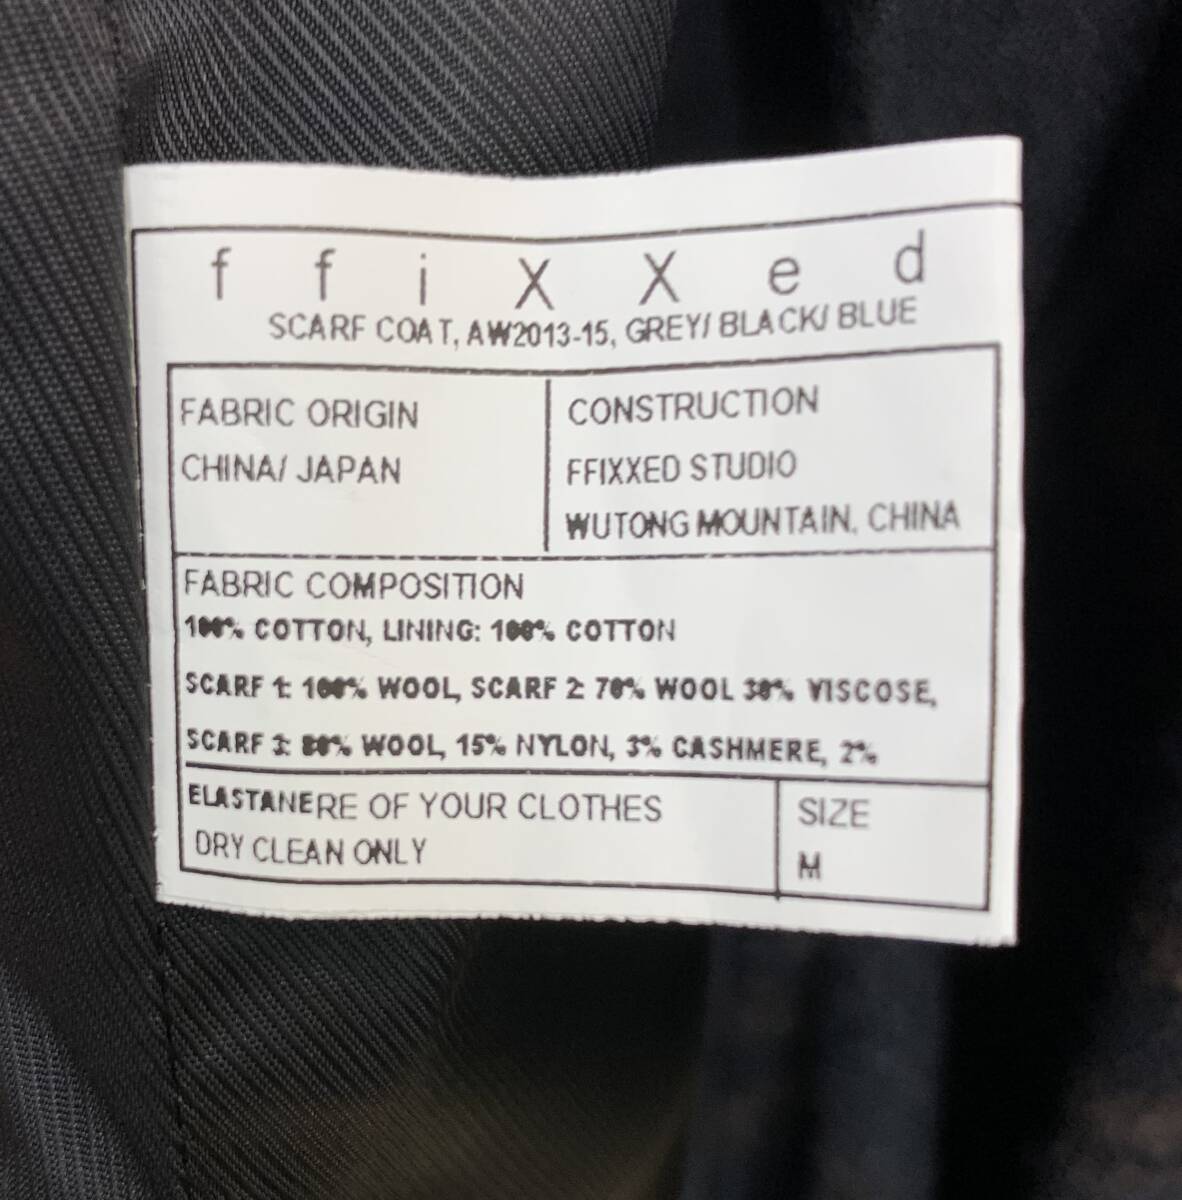 f f i X X e d
SCARF COAT, AW2013-15, GREY/ BLACK/ BLUE
FABRIC ORIGIN
CHINA/ JAPAN
CONSTRUCTION
FFIXXED STUDIO
WUTONG MOUNTAIN, CHINA
FABRIC COMPOSITION
100% COTTON, LINING: 100% COTTON
SCARF 1: 100% WOOL, SCARF 2: 70% WOOL 30% VISCOSE,
SCARF 3: 80% WOOL, 15% NYLON, 3% CASHMERE, 2%
ELASTANERE OF YOUR CLOTHES
DRY CLEAN ONLY
SIZE
M